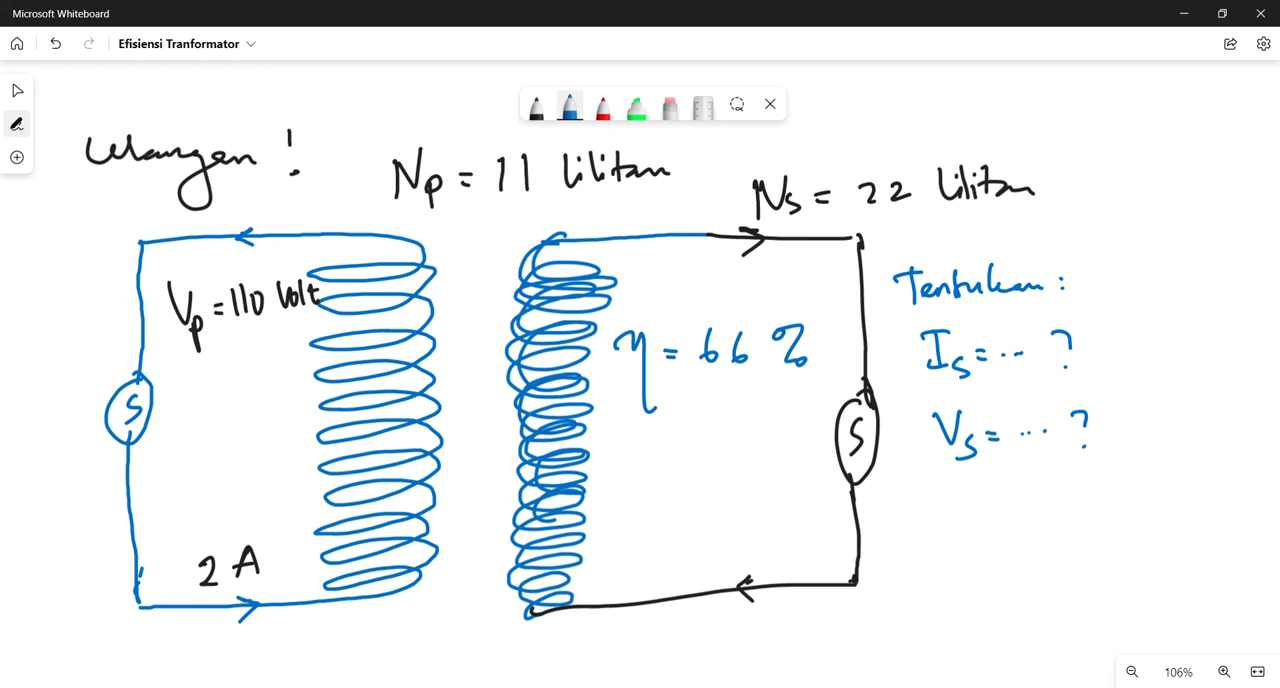 Microsoft Whiteboard
Efisiensi Tranformator
Ulangan !
Np = 11 lilitan
Ns = 22 lilitan
Vp = 110 Volt
Tentukan :
η = 66 %
Is = ... ?
S
S
Vs = ... ?
2 A
106%